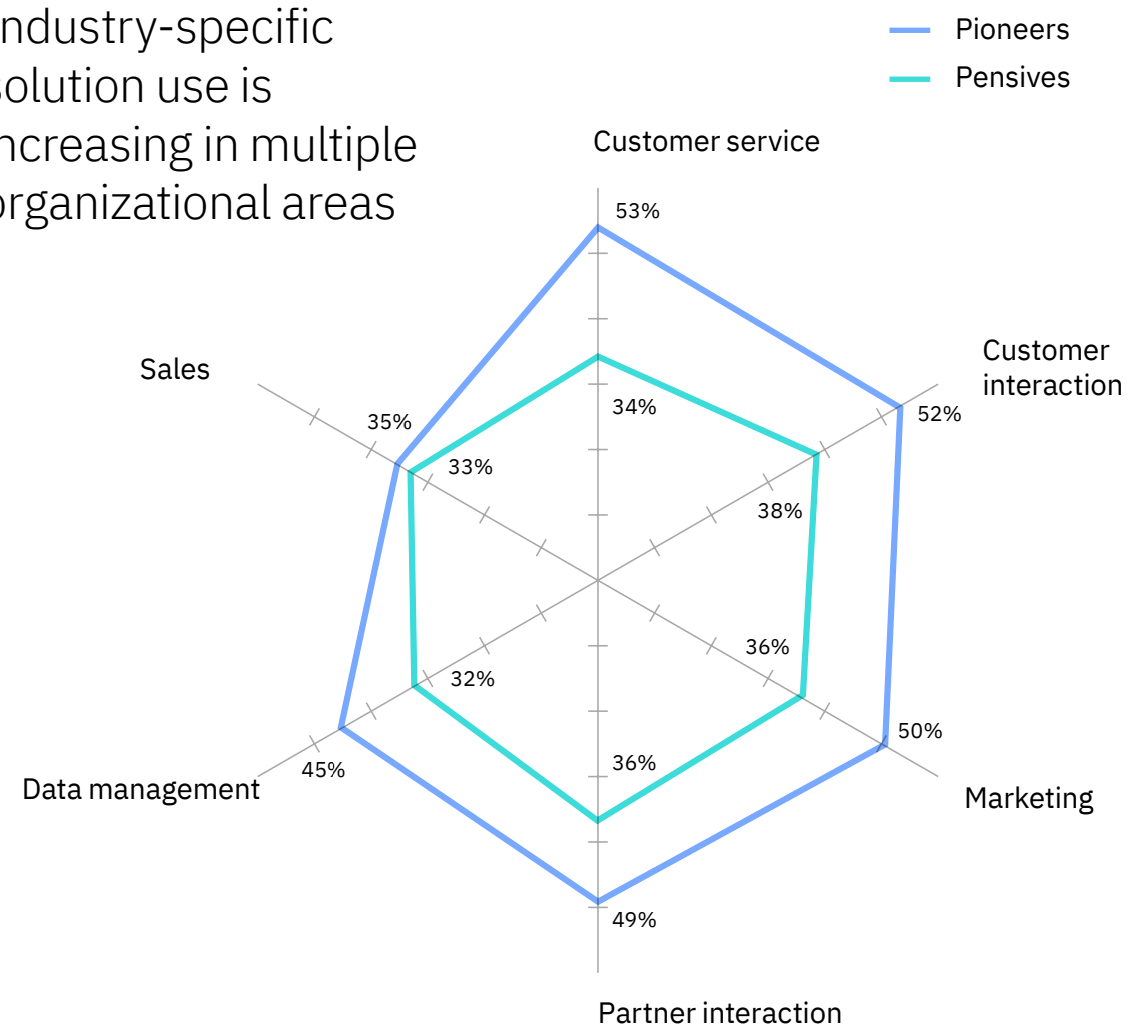 ndustry-specific
solution use is
ncreasing in multiple
organizational areas
Pioneers
Pensives
Customer service
53%
Customer
interaction
Sales
35%
34%
52%
33%
38%
36%
32%
50%
36%
45%
Data management
Marketing
49%
Partner interaction